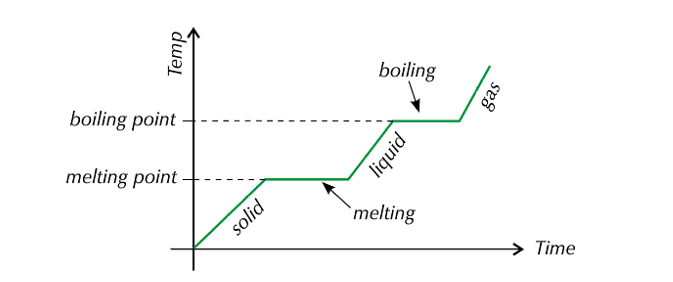 Temp
boiling
gas
boiling point
liquid
melting point
solid
melting
Time